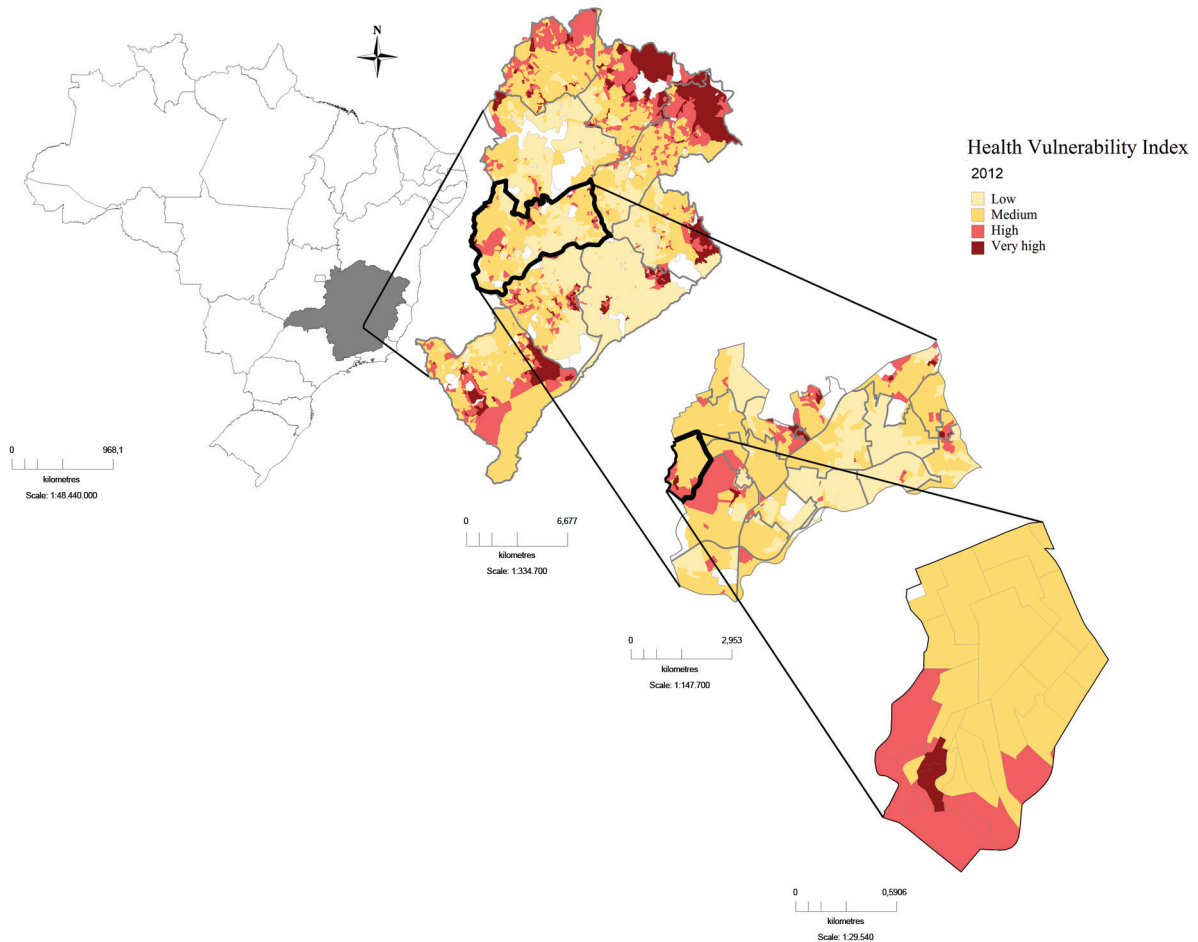 N
Health Vulnerability Index
2012
Low
Medium
High
Very high
0 968,1
kilometres
Scale: 1:48.440.000
0 6,677
kilometres
Scale: 1:334.700
0 2,953
kilometres
Scale: 1:147.700
0 0,5906
kilometres
Scale: 1:29.540